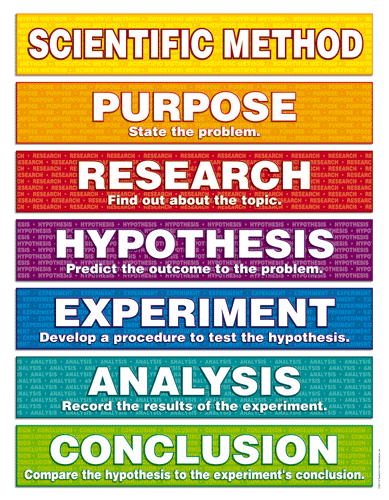 SCIENTIFIC METHOD
PURPOSE
State the problem.
RESEARCH
Find out about the topic.
HYPOTHESIS
Predict the outcome to the problem.
EXPERIMENT
Develop a procedure to test the hypothesis.
ANALYSIS
Record the results of the experiment.
CONCLUSION
Compare the hypothesis to the experiment's conclusion.